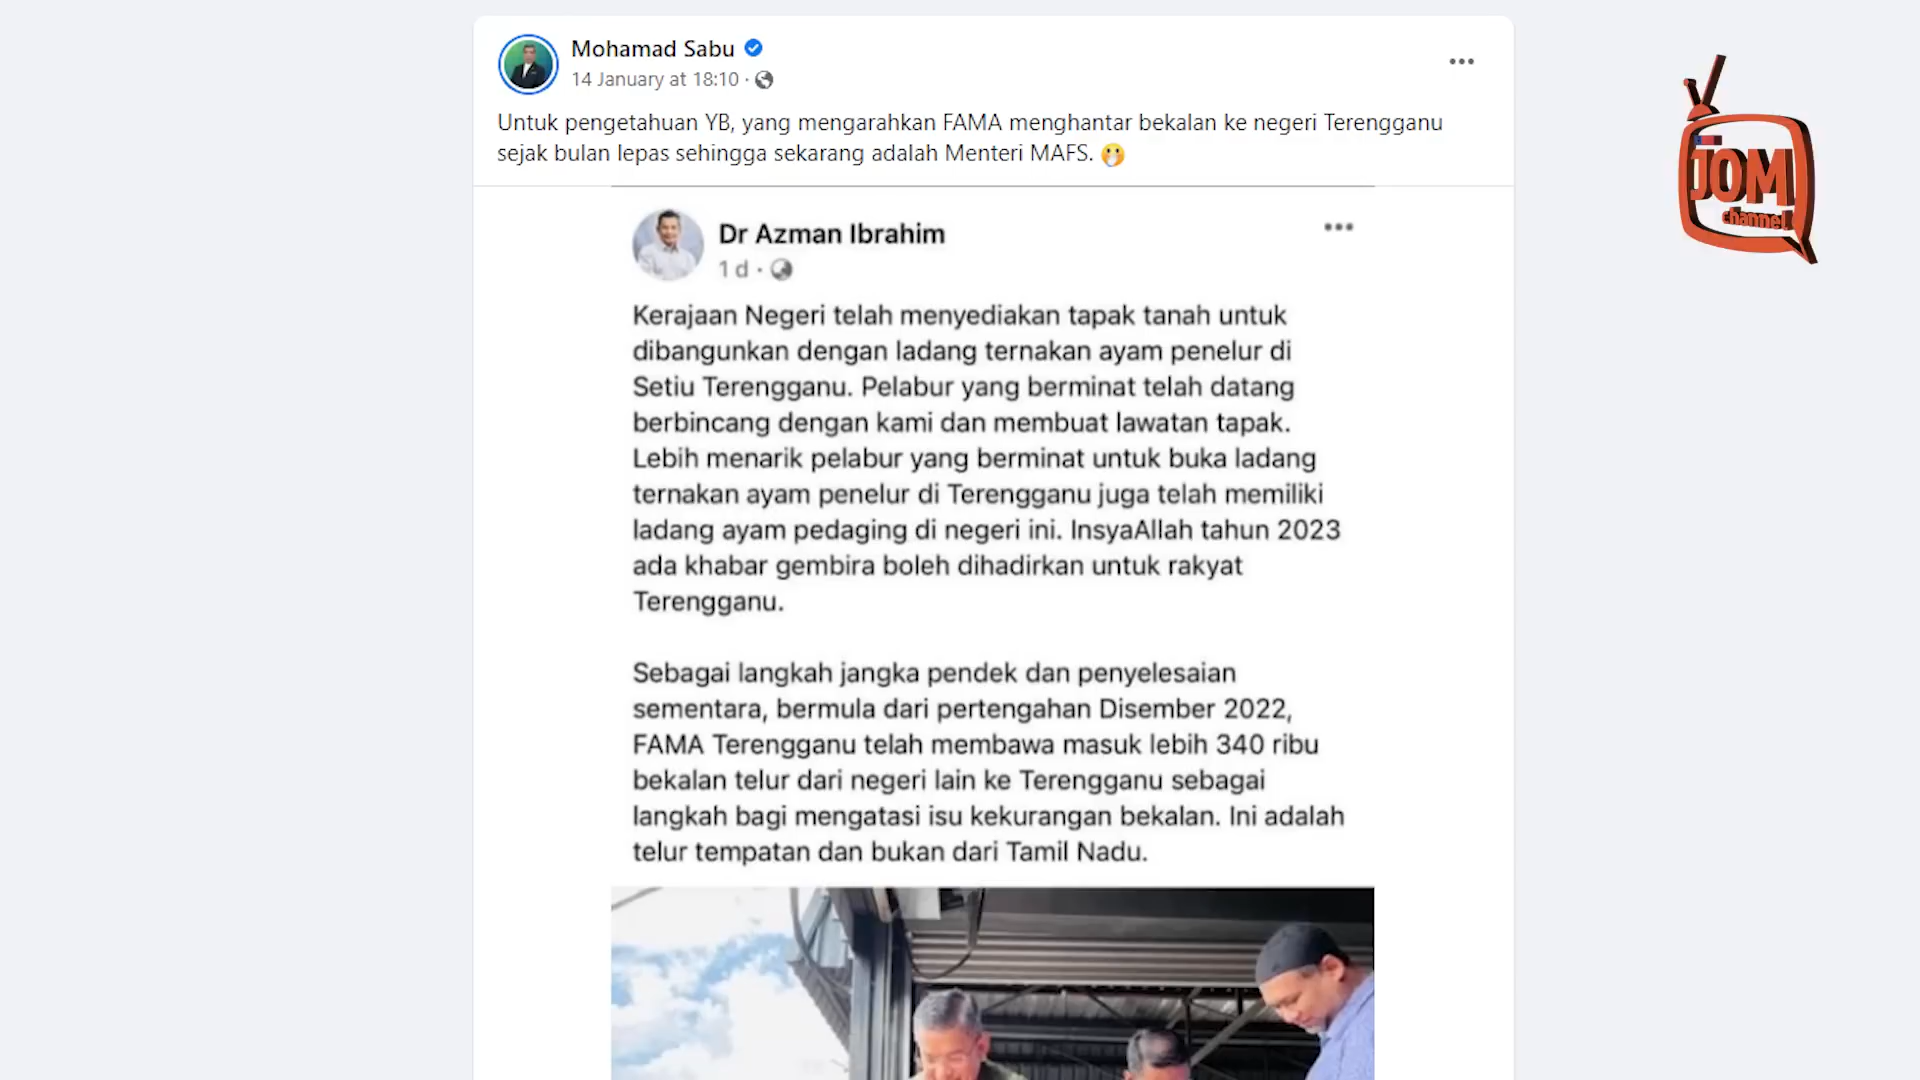 Mohamad Sabu
14 January at 18:10 ·
Untuk pengetahuan YB, yang mengarahkan FAMA menghantar bekalan ke negeri Terengganu
sejak bulan lepas sehingga sekarang adalah Menteri MAFS.
JOM
channel
Dr Azman Ibrahim
1 d ·
Kerajaan Negeri telah menyediakan tapak tanah untuk
dibangunkan dengan ladang ternakan ayam penelur di
Setiu Terengganu. Pelabur yang berminat telah datang
berbincang dengan kami dan membuat lawatan tapak.
Lebih menarik pelabur yang berminat untuk buka ladang
ternakan ayam penelur di Terengganu juga telah memiliki
ladang ayam pedaging di negeri ini. InsyaAllah tahun 2023
ada khabar gembira boleh dihadirkan untuk rakyat
Terengganu.
Sebagai langkah jangka pendek dan penyelesaian
sementara, bermula dari pertengahan Disember 2022,
FAMA Terengganu telah membawa masuk lebih 340 ribu
bekalan telur dari negeri lain ke Terengganu sebagai
langkah bagi mengatasi isu kekurangan bekalan. Ini adalah
telur tempatan dan bukan dari Tamil Nadu.